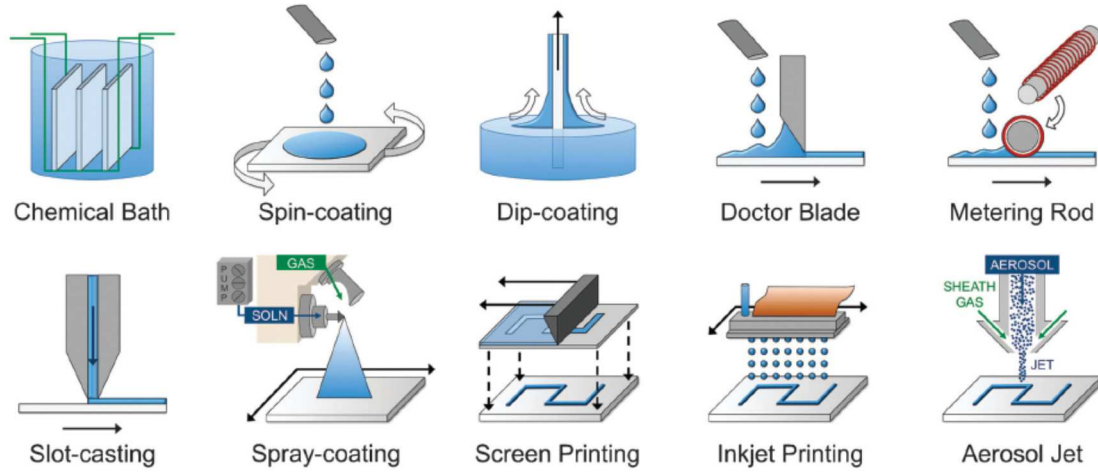 Chemical Bath
Spin-coating
Dip-coating
Doctor Blade
Metering Rod
PUMP
GAS
SOLN
AEROSOL
SHEATH
GAS
JET
Slot-casting
Spray-coating
Screen Printing
Inkjet Printing
Aerosol Jet